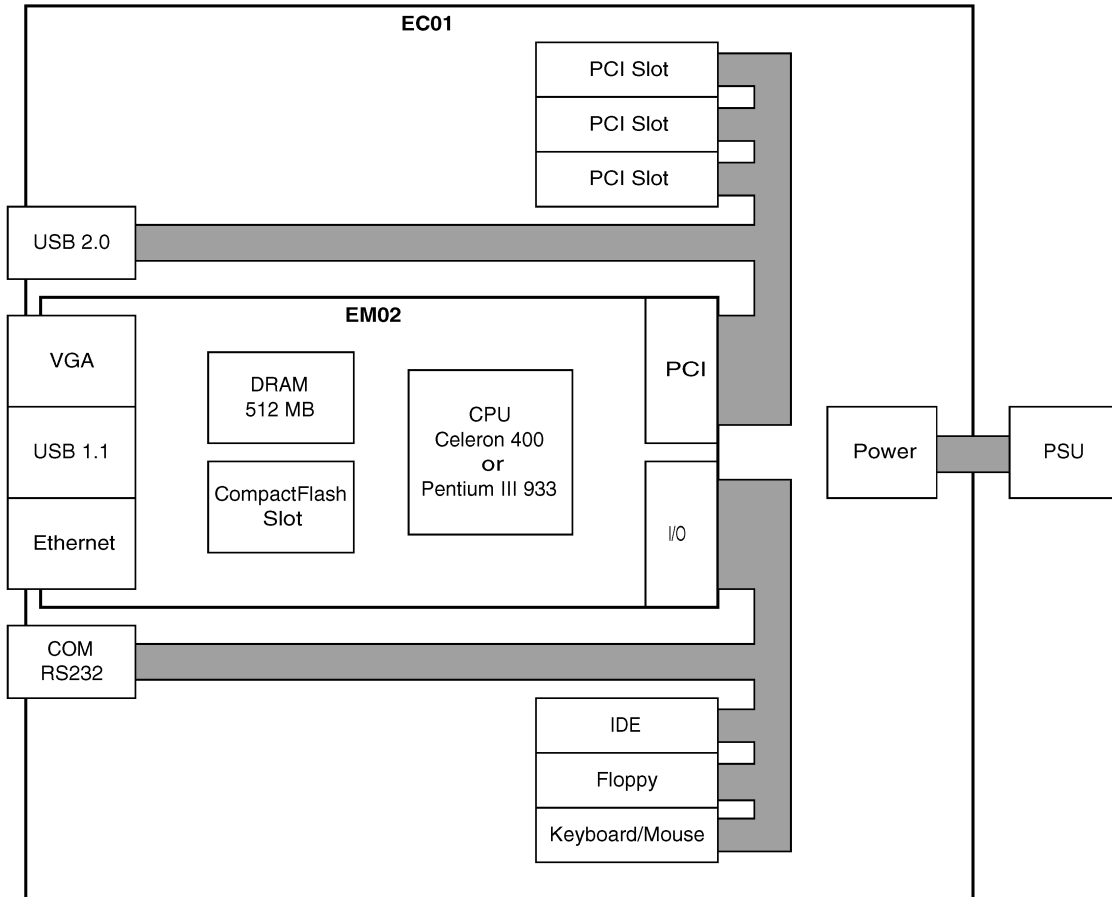 EC01
PCI Slot
PCI Slot
PCI Slot
USB 2.0
EM02
VGA
USB 1.1
Ethernet
DRAM
512 MB
CompactFlash
Slot
CPU
Celeron 400
or
Pentium III 933
PCI
I/O
Power
PSU
COM
RS232
IDE
Floppy
Keyboard/Mouse